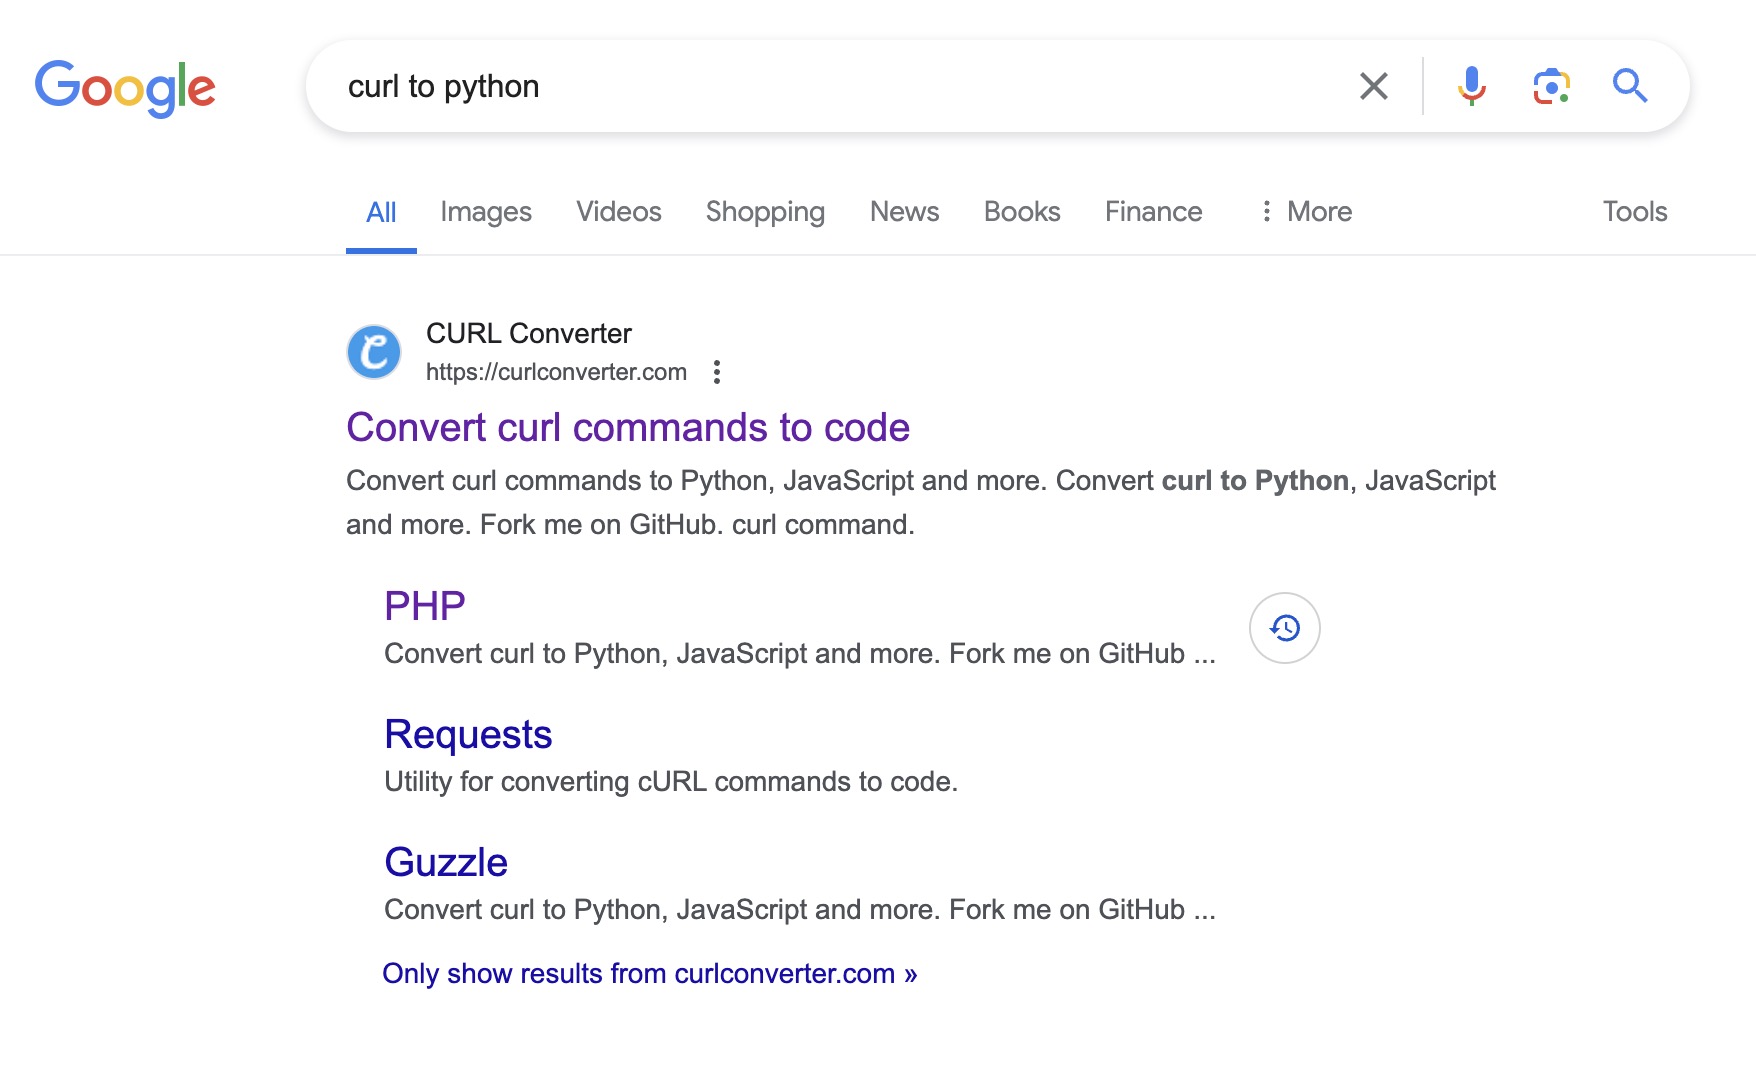 Google
curl to python
All Images Videos Shopping News Books Finance More Tools
CURL Converter
https://curlconverter.com
Convert curl commands to code
Convert curl commands to Python, JavaScript and more. Convert curl to Python, JavaScript
and more. Fork me on GitHub. curl command.
PHP
Convert curl to Python, JavaScript and more. Fork me on GitHub ...
Requests
Utility for converting cURL commands to code.
Guzzle
Convert curl to Python, JavaScript and more. Fork me on GitHub ...
Only show results from curlconverter.com »